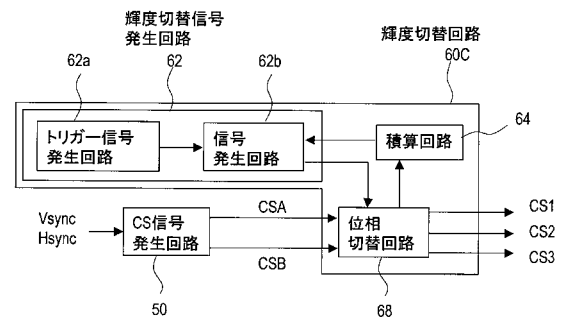 輝度切替信号
発生回路
輝度切替回路
62a
62
62b
60C
トリガー信号
発生回路
信号
発生回路
積算回路
64
Vsync
Hsync
CS信号
発生回路
CSA
CSB
位相
切替回路
CS1
CS2
CS3
50
68